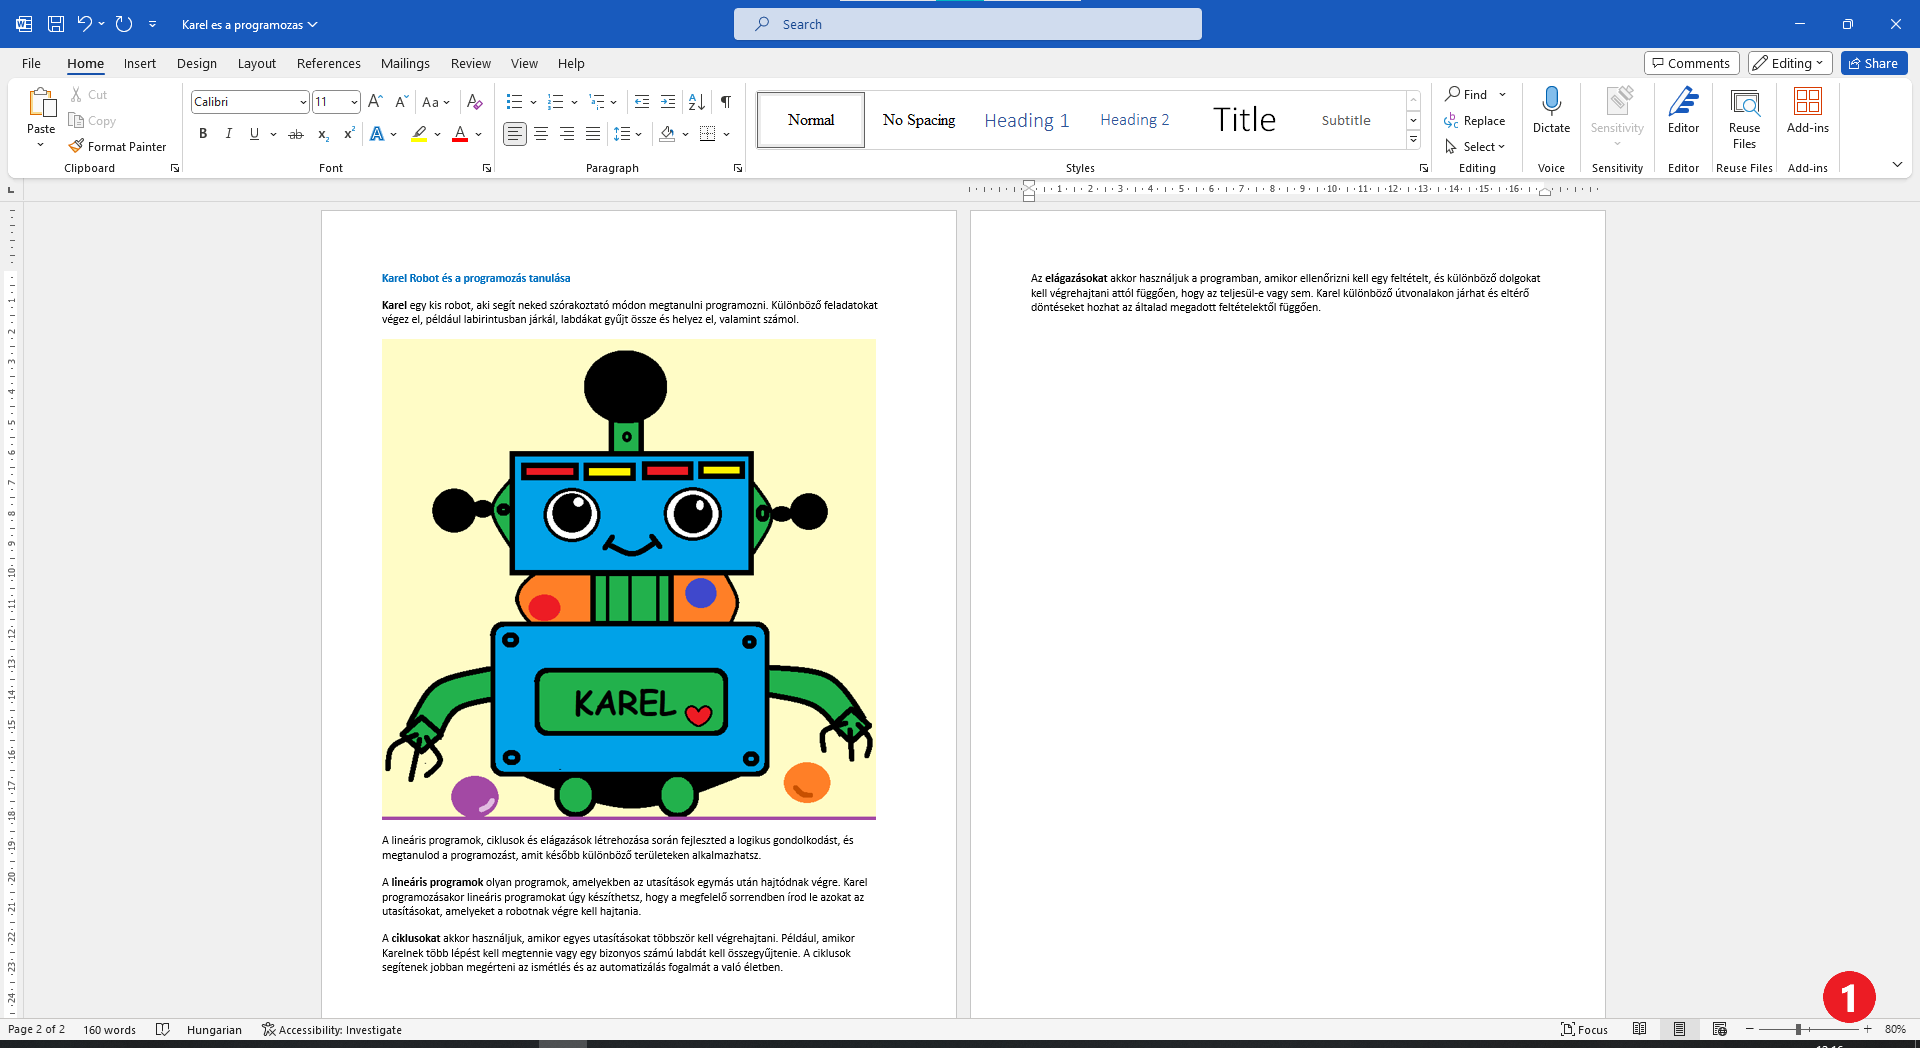 Karel es a programozas
Search
File Home Insert Design Layout References Mailings Review View Help
Comments Editing Share
Paste
Cut
Copy
Format Painter
Clipboard
Calibri 11
Font
Paragraph
Normal
No Spacing
Heading 1
Heading 2
Title
Subtitle
Styles
Find
Replace
Select
Editing
Dictate
Voice
Sensitivity
Sensitivity
Editor
Editor
Reuse Files
Reuse Files
Add-ins
Add-ins
Karel Robot és a programozás tanulása
Karel egy kis robot, aki segít neked szórakoztató módon megtanulni programozni. Különböző feladatokat
végez el, például labirintusban járkál, labdákat gyűjt össze és helyez el, valamint számol.
KAREL
A lineáris programok, ciklusok és elágazások létrehozása során fejleszted a logikus gondolkodást, és
megtanulod a programozást, amit később különböző területeken alkalmazhatsz.
A lineáris programok olyan programok, amelyekben az utasítások egymás után hajtódnak végre. Karel
programozásakor lineáris programokat úgy készíthetsz, hogy a megfelelő sorrendben írod le azokat az
utasításokat, amelyeket a robotnak végre kell hajtania.
A ciklusokat akkor használjuk, amikor egyes utasításokat többször kell végrehajtani. Például, amikor
Karelnek több lépést kell megtennie vagy egy bizonyos számú labdát kell összegyűjtenie. A ciklusok
segítenek jobban megérteni az ismétlés és az automatizálás fogalmát a való életben.
Az elágazásokat akkor használjuk a programban, amikor ellenőrizni kell egy feltételt, és különböző dolgokat
kell végrehajtani attól függően, hogy az teljesül-e vagy sem. Karel különböző útvonalakon járhat és eltérő
döntéseket hozhat az általad megadott feltételektől függően.
1
Page 2 of 2 160 words Hungarian Accessibility: Investigate
Focus 80%